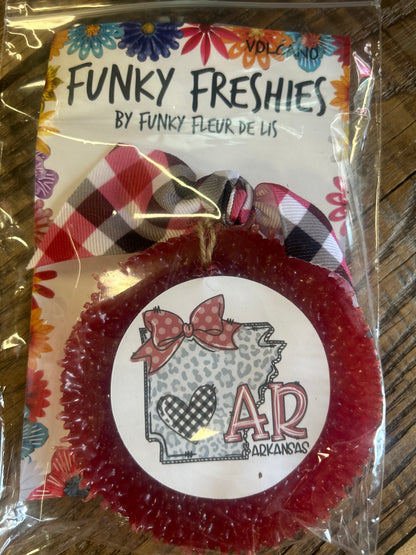 VOLCANO
FUNKY FRESHIES
BY FUNKY FLEUR DE LIS
AR
ARKANSAS